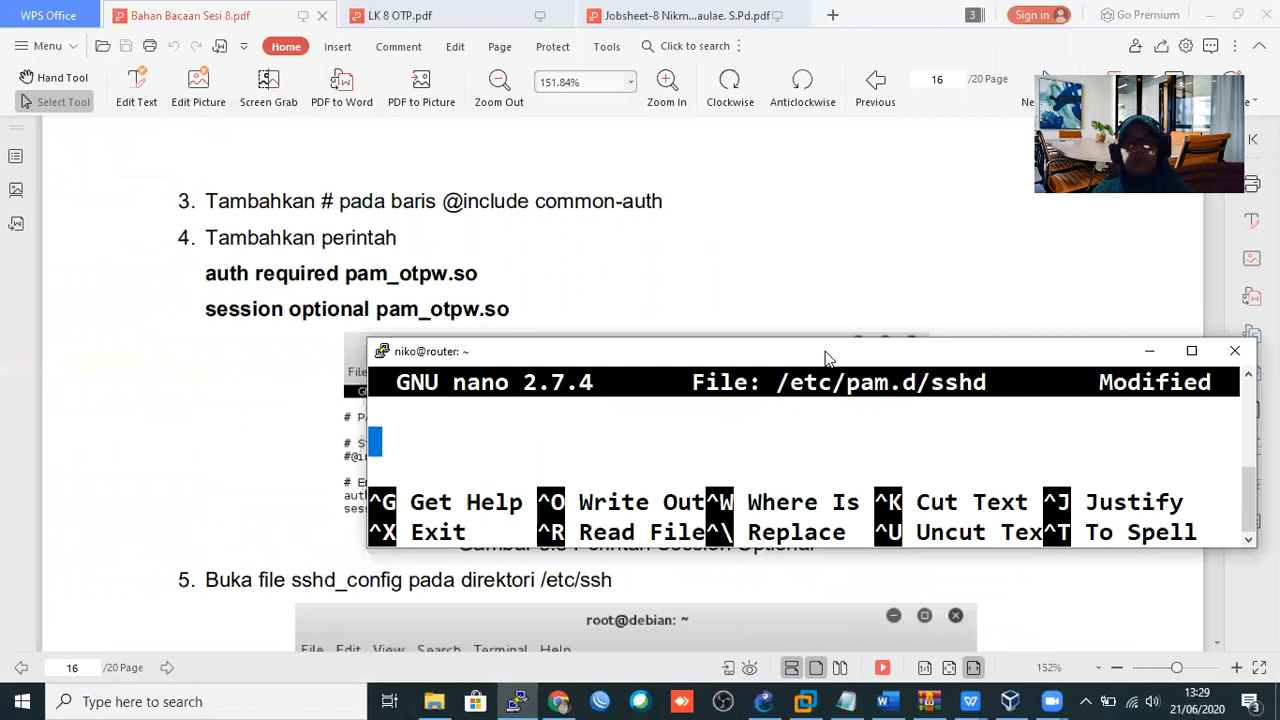 WPS Office
Bahan Bacaan Sesi 8.pdf
LK 8 OTP.pdf
Jobsheet-8 Nikm...aulae. S.Pd.pdf
3
Sign in
Go Premium
Menu
Home
Insert
Comment
Edit
Page
Protect
Tools
Click to search
Hand Tool
Select Tool
Edit Text
Edit Picture
Screen Grab
PDF to Word
PDF to Picture
Zoom Out
151.84%
Zoom In
Clockwise
Anticlockwise
Previous
16
/20 Page
3. Tambahkan # pada baris @include common-auth
4. Tambahkan perintah
auth required pam_otpw.so
session optional pam_otpw.so
niko@router: ~
GNU nano 2.7.4
File: /etc/pam.d/sshd
Modified
^G Get Help
^O Write Out
^W Where Is
^K Cut Text
^J Justify
^X Exit
^R Read File
^\ Replace
^U Uncut Tex
^T To Spell
5. Buka file sshd_config pada direktori /etc/ssh
root@debian: ~
File Edit View Search Terminal Help
16
/20 Page
152%
Type here to search
13:29
21/06/2020